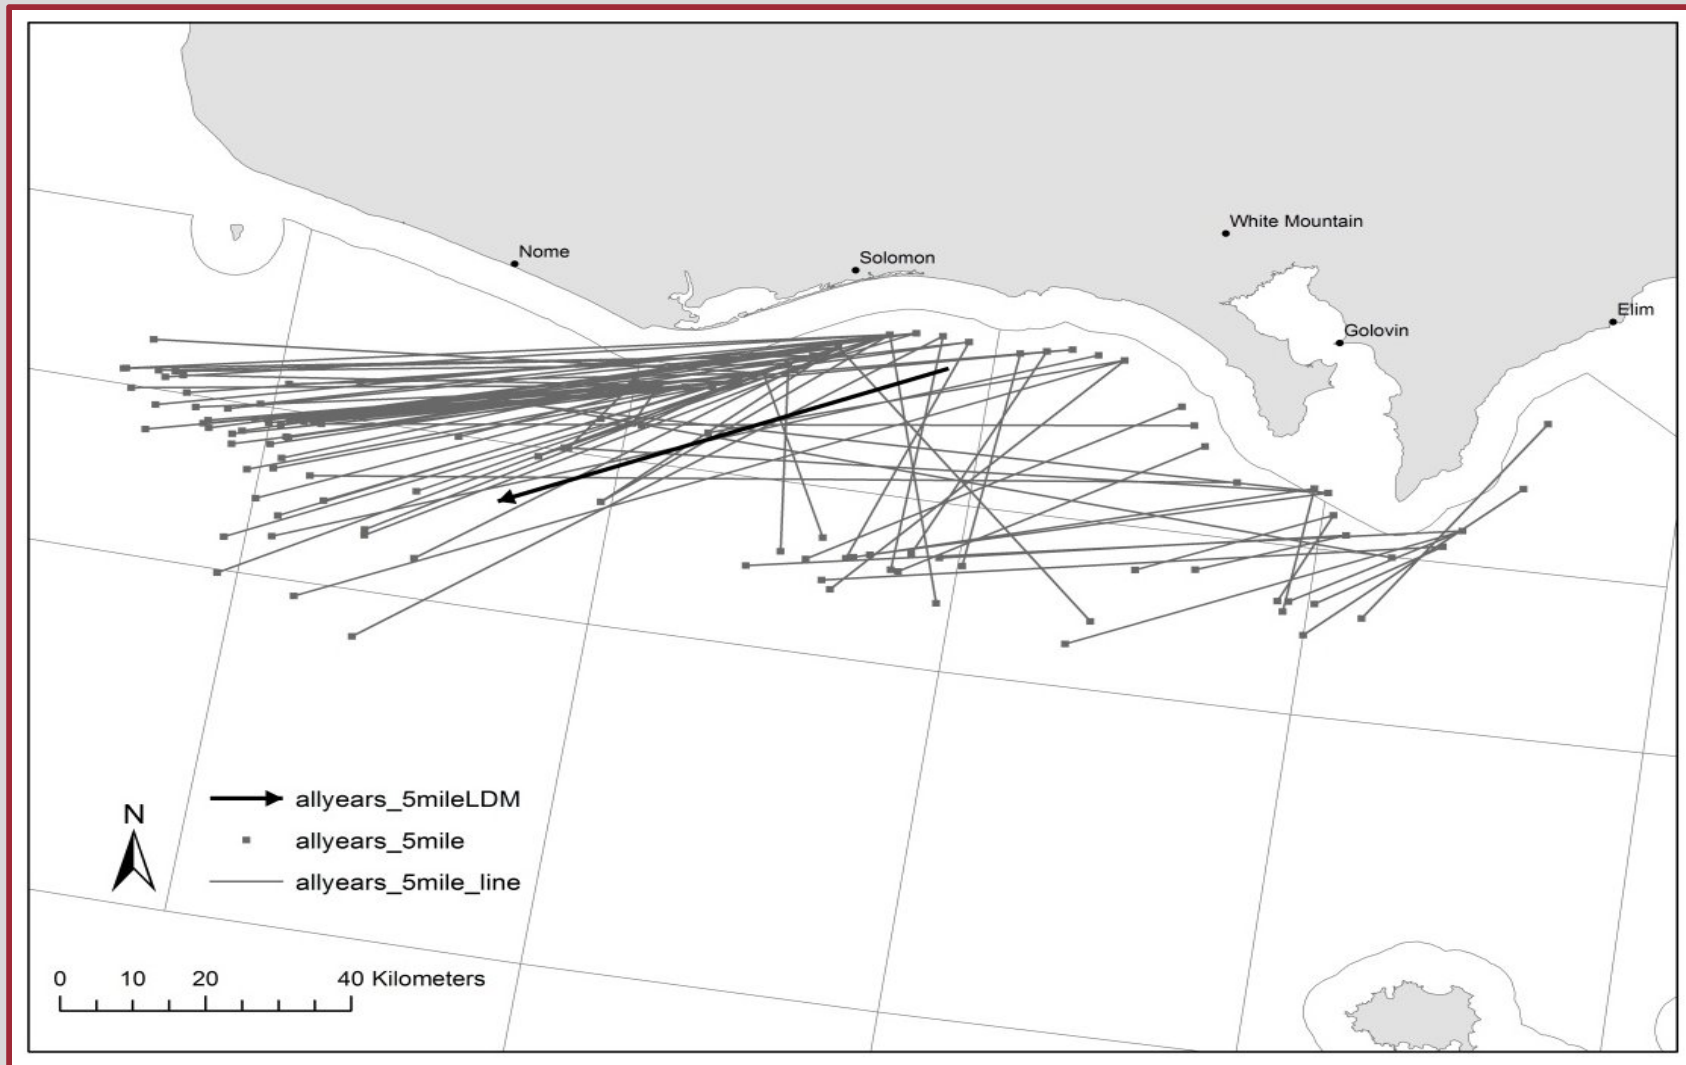 White Mountain
Nome
Solomon
Elim
Golovin
N
allyears_5mileLDM
allyears_5mile
allyears_5mile_line
0 10 20 40 Kilometers